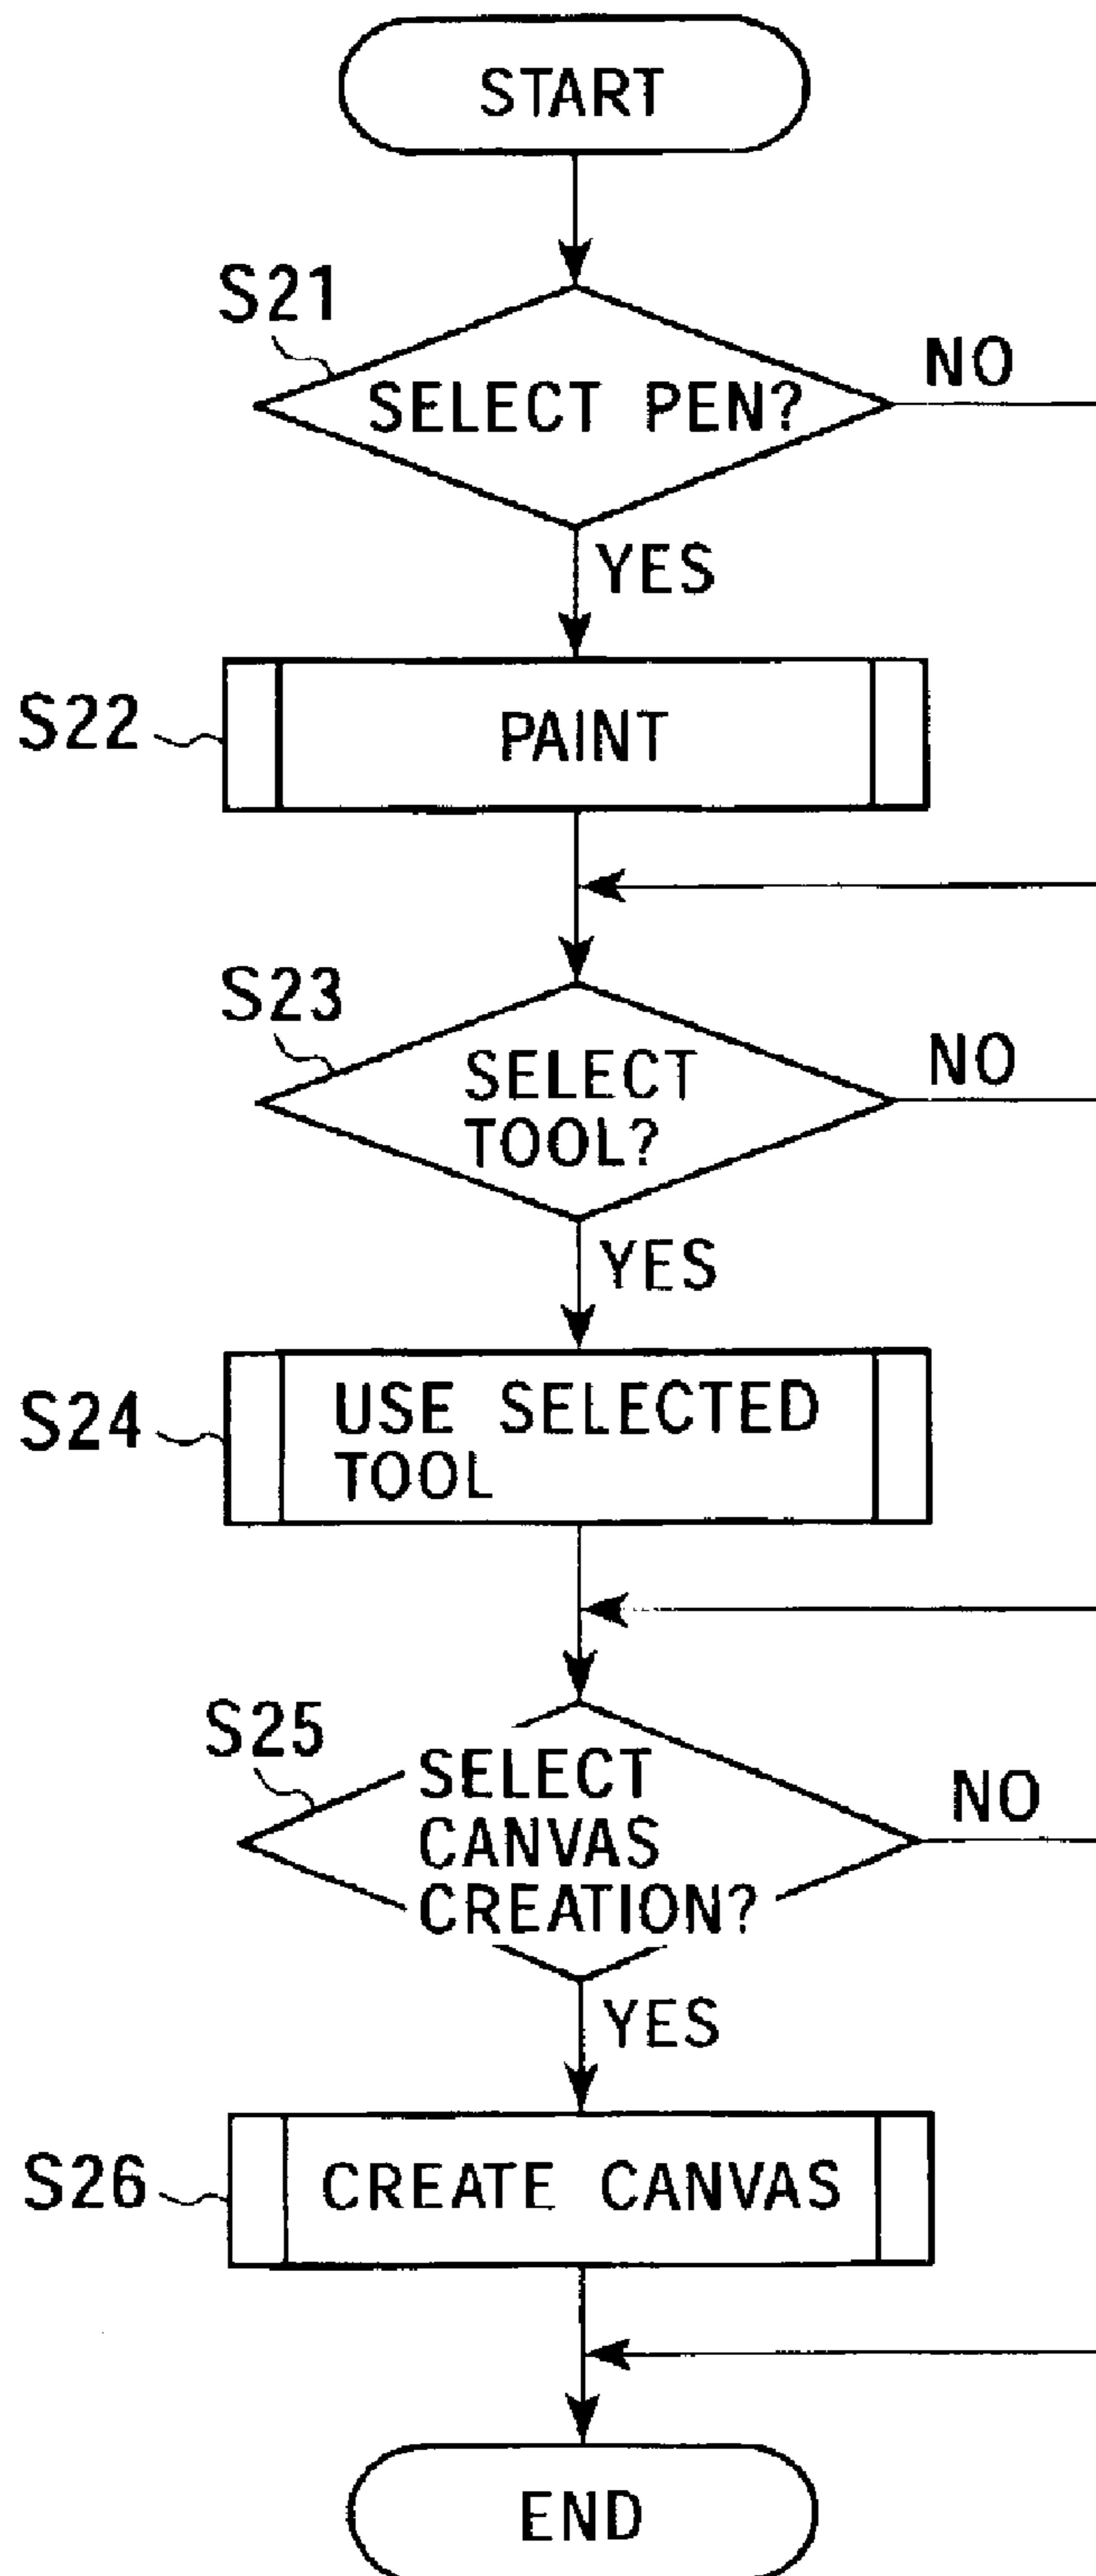 START
S21
SELECT PEN?
NO
YES
S22
PAINT
S23
SELECT
TOOL?
NO
YES
S24
USE SELECTED
TOOL
S25
SELECT
CANVAS
CREATION?
NO
YES
S26
CREATE CANVAS
END